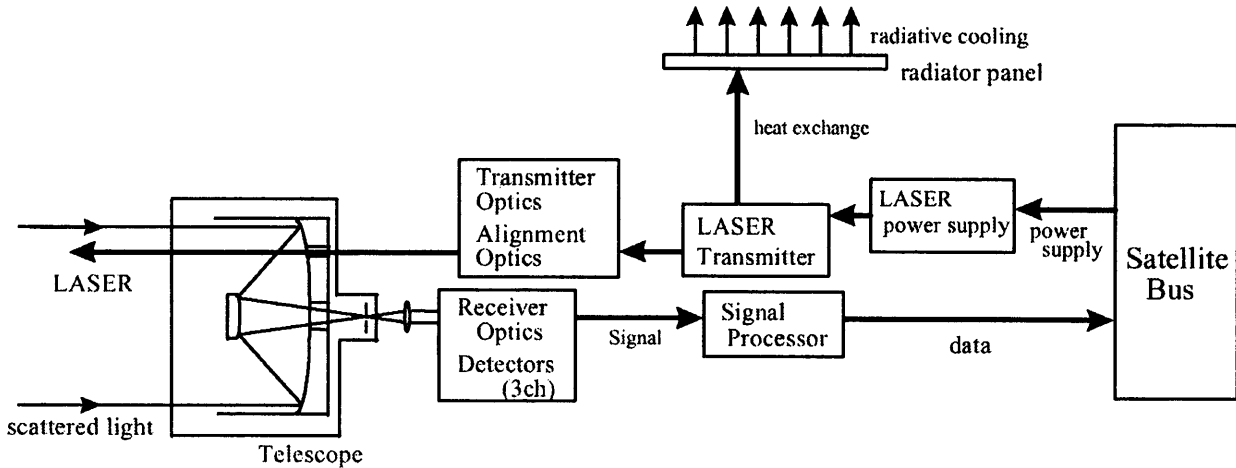 radiative cooling
radiator panel
heat exchange
Transmitter
Optics
Alignment
Optics
LASER
Transmitter
LASER
power supply
power
supply
Satellite
Bus
LASER
Receiver
Optics
Detectors
(3ch)
Signal
Signal
Processor
data
scattered light
Telescope